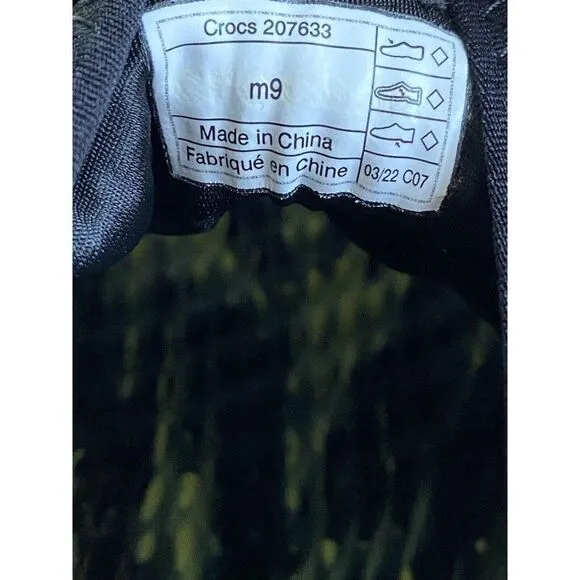 Crocs 207633
m9
Made in China
Fabriqué en Chine
03/22 C07